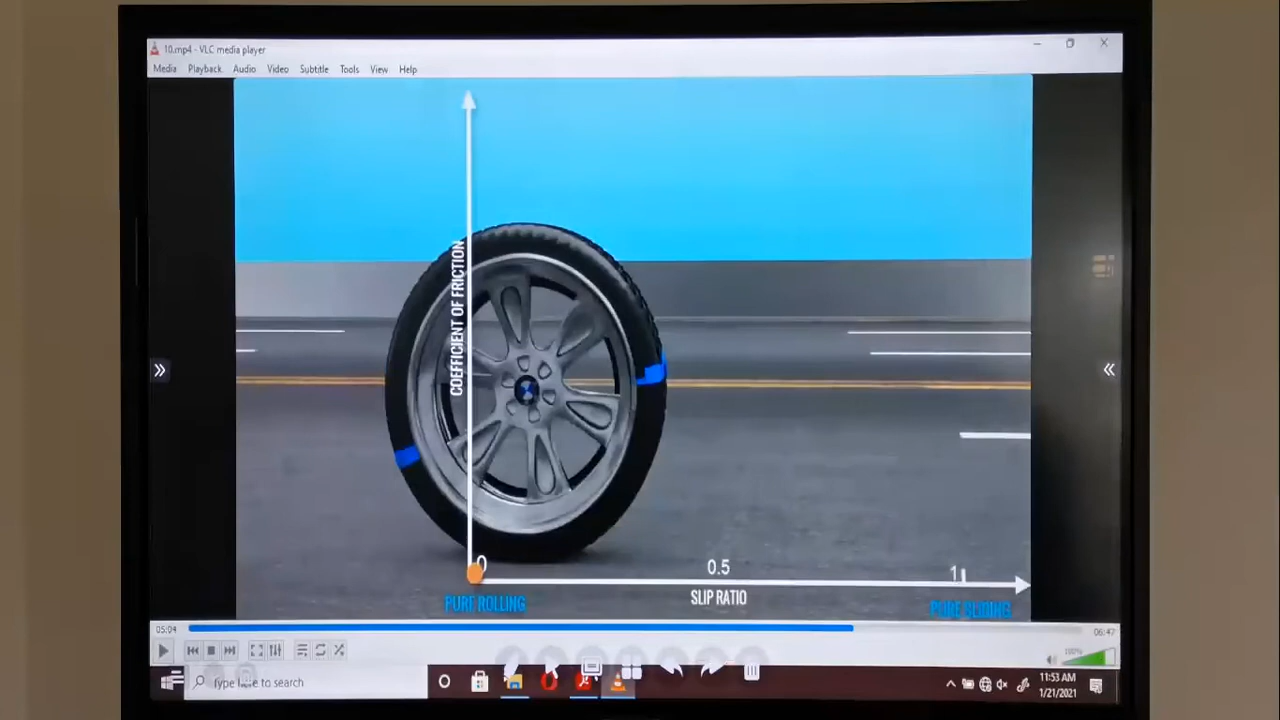 10.mp4 - VLC media player
Media Playback Audio Video Subtitle Tools View Help
COEFFICIENT OF FRICTION
0
0.5
1
SLIP RATIO
PURE ROLLING
PURE SLIDING
05:04
06:47
100%
Type here to search
11:53 AM
1/21/2021